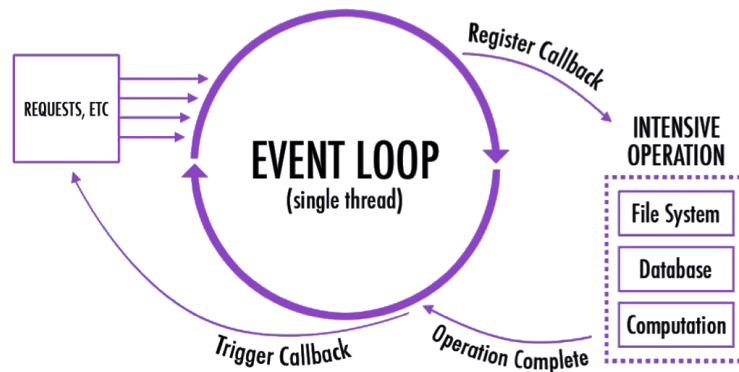 REQUESTS, ETC
EVENT LOOP
(single thread)
Register Callback
INTENSIVE
OPERATION
File System
Database
Computation
Operation Complete
Trigger Callback